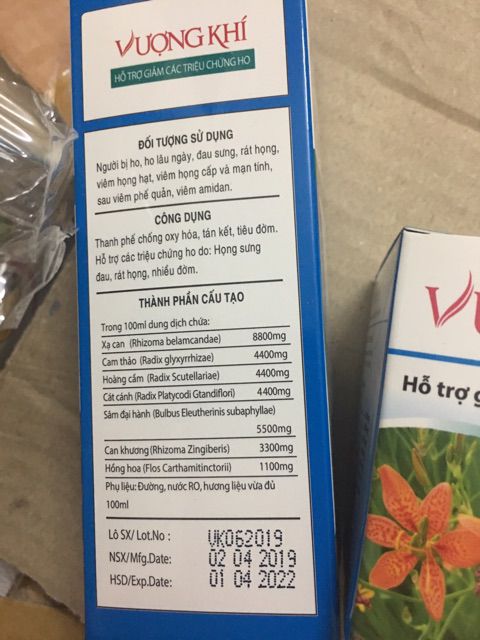 VƯỢNG KHÍ
HỖ TRỢ GIẢM CÁC TRIỆU CHỨNG HO
ĐỐI TƯỢNG SỬ DỤNG
Người bị ho, ho lâu ngày, đau sưng, rát họng,
viêm họng hạt, viêm họng cấp và mạn tính,
sau viêm phế quản, viêm amidan.
CÔNG DỤNG
Thanh phế chống oxy hóa, tán kết, tiêu đờm.
Hỗ trợ các triệu chứng ho do: Họng sưng
đau, rát họng, nhiều đờm.
THÀNH PHẦN CẤU TẠO
Trong 100ml dung dịch chứa:
Xạ can (Rhizoma belamcandae) 8800mg
Cam thảo (Radix glyxyrrhizae) 4400mg
Hoàng cầm (Radix Scutellariae) 4400mg
Cát cánh (Radix Platycodi Gtandiflori) 4400mg
Sâm đại hành (Bulbus Eleutherinis subaphyllae)
5500mg
Can khương (Rhizoma Zingiberis) 3300mg
Hồng hoa (Flos Carthamitinctorii) 1100mg
Phụ liệu: Đường, nước RO, hương liệu vừa đủ
100ml
Lô SX/ Lot.No : VK062019
NSX/Mfg.Date: 02 04 2019
HSD/Exp.Date: 01 04 2022
Hỗ trợ